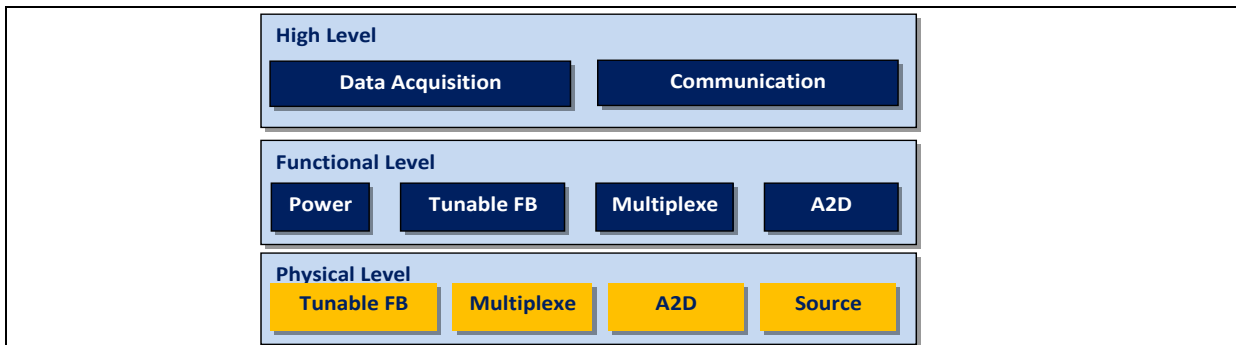 High Level
Data Acquisition Communication
Functional Level
Power Tunable FB Multiplexe A2D
Physical Level
Tunable FB Multiplexe A2D Source